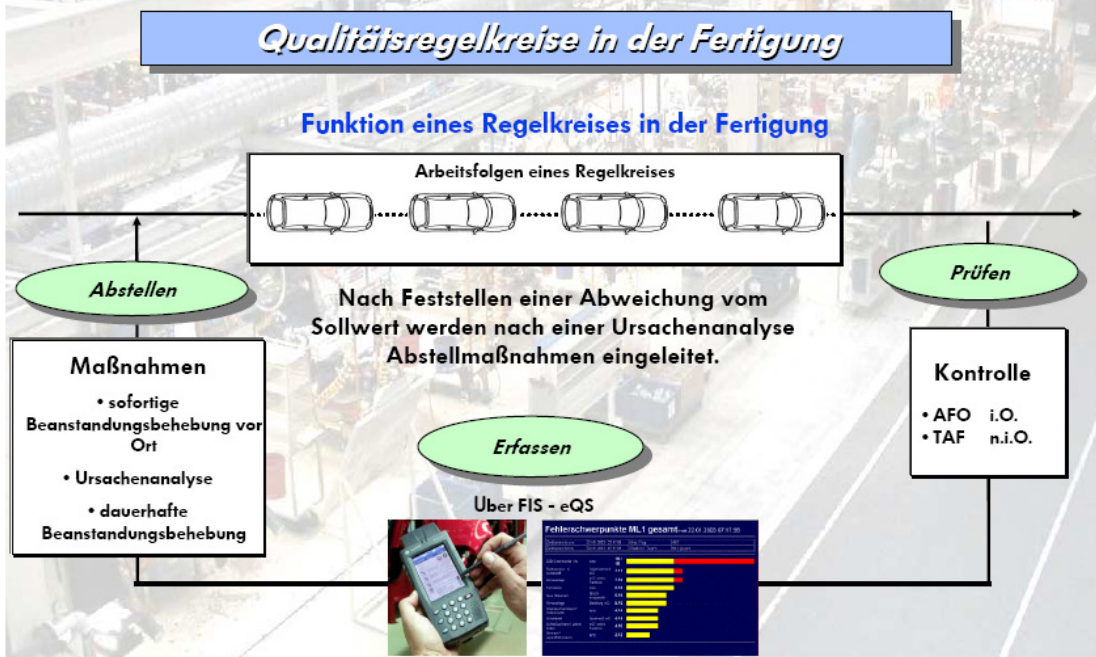 Qualitätsregelkreise in der Fertigung
Funktion eines Regelkreises in der Fertigung
Arbeitsfolgen eines Regelkreises
Abstellen
Prüfen
Nach Feststellen einer Abweichung vom
Sollwert werden nach einer Ursachenanalyse
Abstellmaßnahmen eingeleitet.
Maßnahmen
• sofortige
Beanstandungsbehebung vor
Ort
• Ursachenanalyse
• dauerhafte
Beanstandungsbehebung
Kontrolle
• AFO i.O.
• TAF n.i.O.
Erfassen
Über FIS - eQS
Fehlerschwerpunkte ML1 gesamt